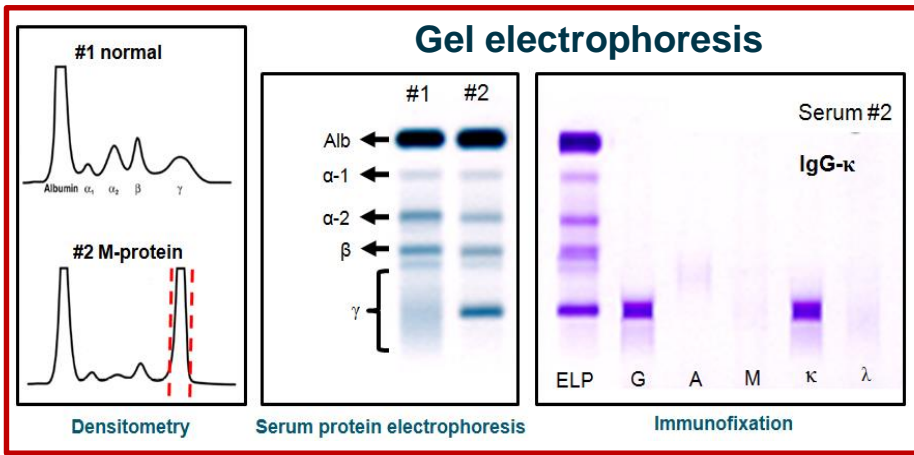 Gel electrophoresis
#1 normal
Albumin α1 α2 β γ
#2 M-protein
Densitometry
#1 #2
Alb
α-1
α-2
β
γ
Serum protein electrophoresis
Serum #2
IgG-κ
ELP G A M κ λ
Immunofixation